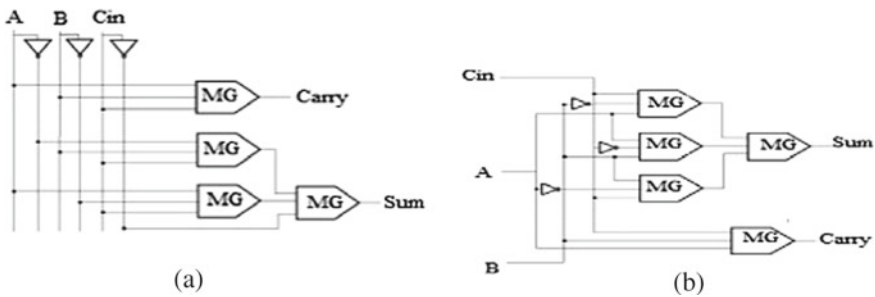 A B Cin
MG Carry
MG
MG MG Sum
(a)
Cin
MG
MG MG Sum
A
MG
MG Carry
B
(b)